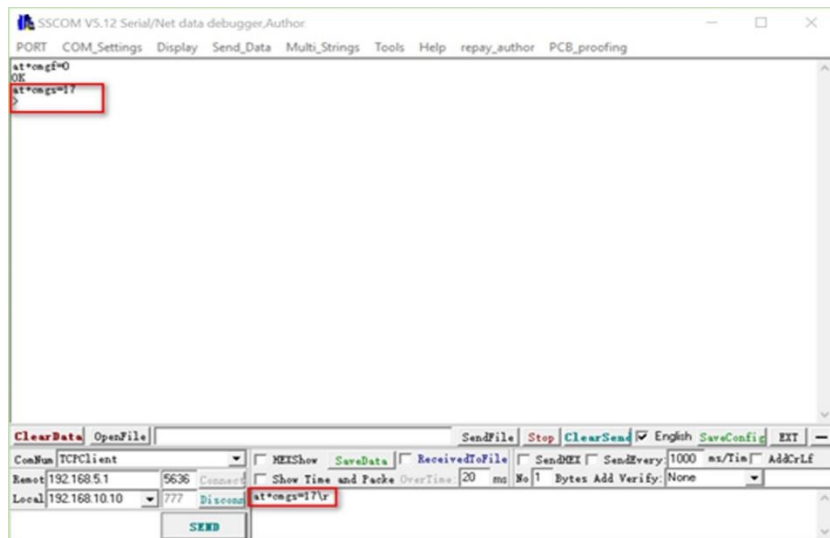 SSCOM V5.12 Serial/Net data debugger,Author:
PORT COM_Settings Display Send_Data Multi_Strings Tools Help repay_author PCB_proofing
at+cmgf=0
OK
at+cmgs=17
>
ClearData OpenFile SendFile Stop ClearSend English SaveConfig EXT —
ComNum TCPClient HEXShow SaveData ReceivedToFile SendHEX SendEvery: 1000 ms/Tim AddCrLf
Remot 192.168.5.1 5636 Connect Show Time and Packe OverTime: 20 ms No 1 Bytes Add Verify: None
Local 192.168.10.10 777 Disconn at+cmgs=17\r
SEND